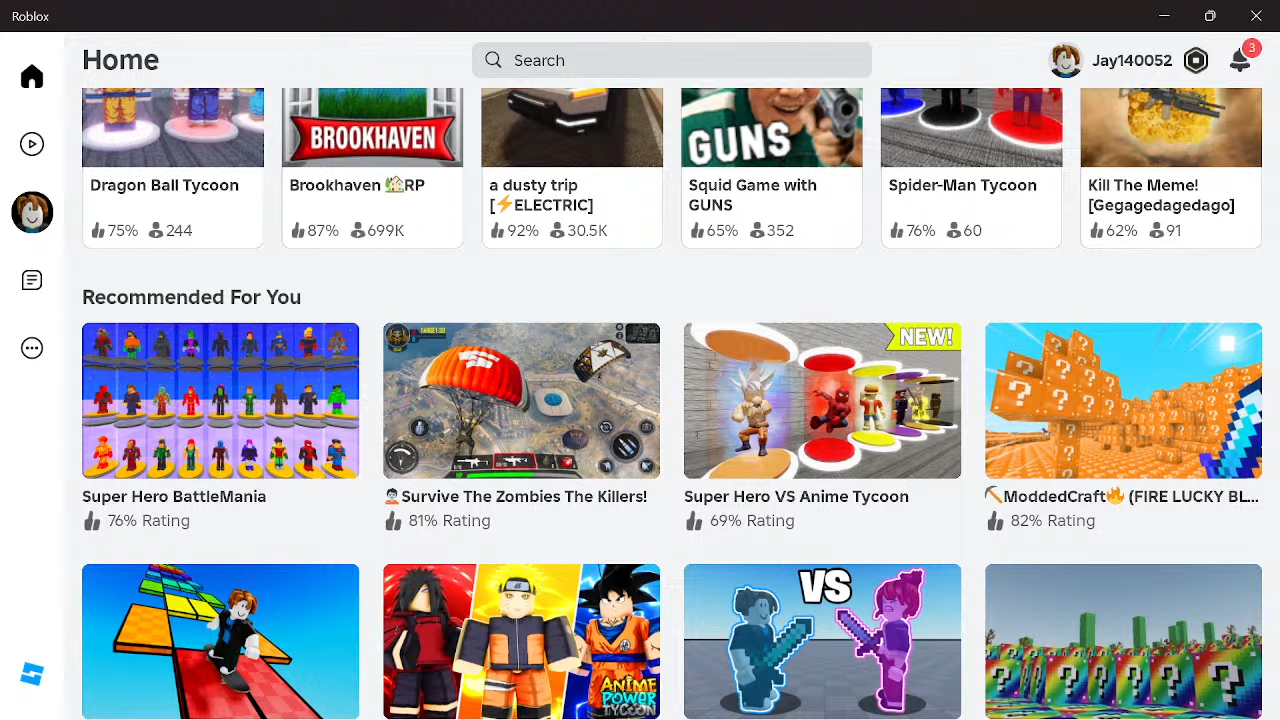 Roblox
Home
Search
Jay140052
3
BROOKHAVEN
GUNS
Dragon Ball Tycoon
Brookhaven 🏡RP
a dusty trip
[⚡ELECTRIC]
Squid Game with
GUNS
Spider-Man Tycoon
Kill The Meme!
[Gegagedagedago]
75% 244
87% 699K
92% 30.5K
65% 352
76% 60
62% 91
Recommended For You
NEW!
Super Hero BattleMania
🧟🏻Survive The Zombies The Killers!
Super Hero VS Anime Tycoon
⛏️ModdedCraft🔥 (FIRE LUCKY BL...
76% Rating
81% Rating
69% Rating
82% Rating
VS
ANIME
POWER
TYCOON